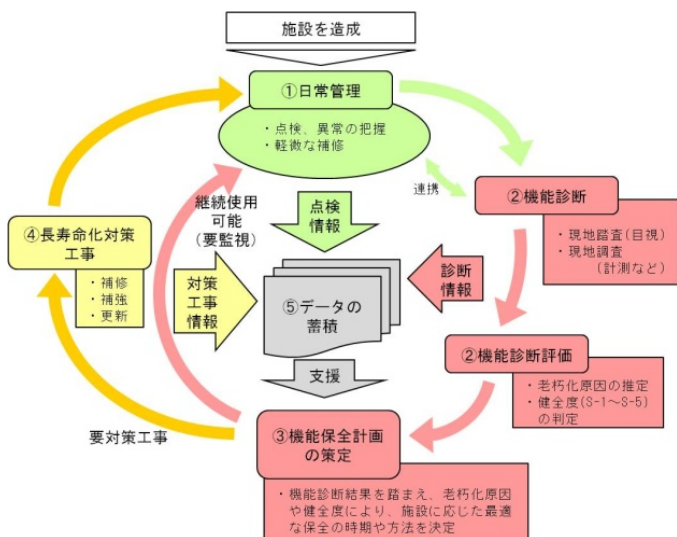 施設を造成
①日常管理
・点検、異常の把握
・軽微な補修
連携
②機能診断
・現地踏査(目視)
・現地調査
(計測など)
継続使用
可能
(要監視)
点検
情報
④長寿命化対策
工事
・補修
・補強
・更新
対策
工事
情報
⑤データの
蓄積
診断
情報
②機能診断評価
・老朽化原因の推定
・健全度(S-1～S-5)
の判定
支援
要対策工事
③機能保全計画
の策定
・機能診断結果を踏まえ、老朽化原因
や健全度により、施設に応じた最適
な保全の時期や方法を決定